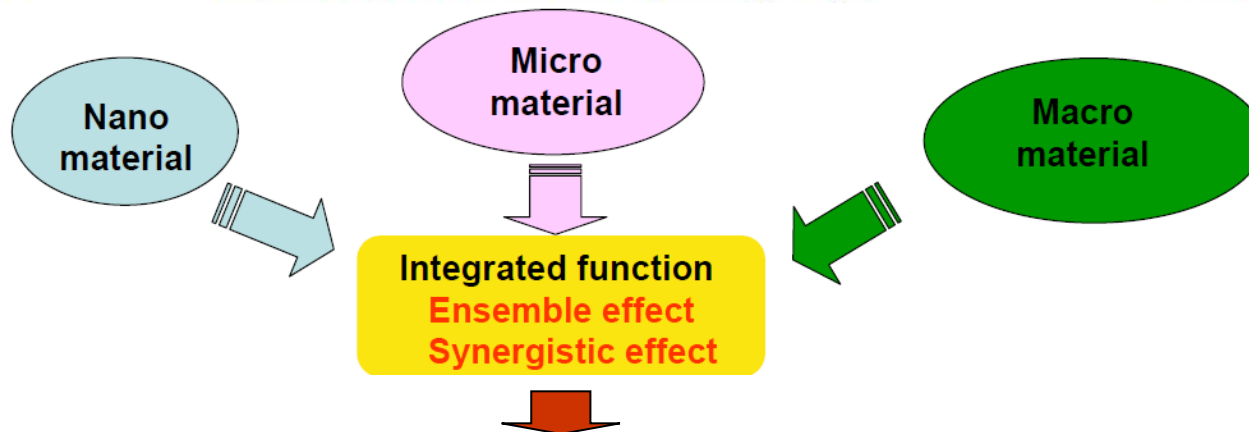 Nano
material
Micro
material
Macro
material
Integrated function
Ensemble effect
Synergistic effect